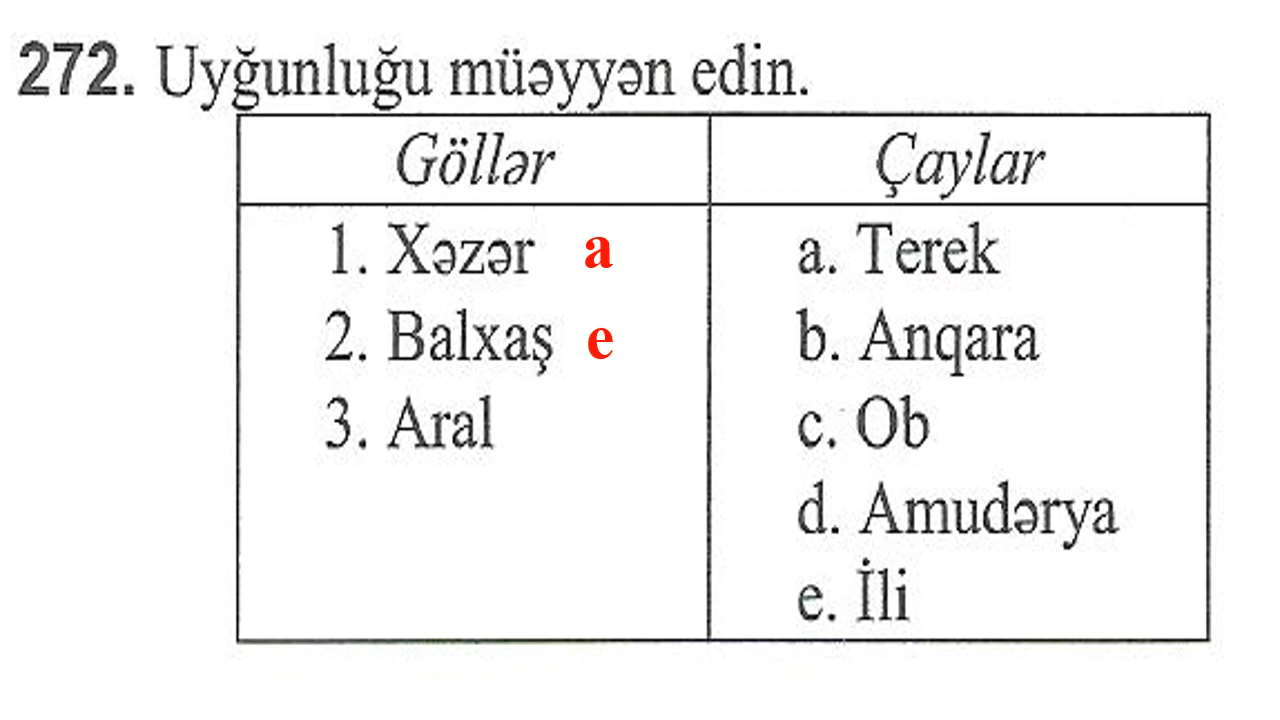 272. Uyğunluğu müəyyən edin.
Göllər Çaylar
1. Xəzər a a. Terek
2. Balxaş e b. Anqara
3. Aral c. Ob
d. Amudərya
e. İli